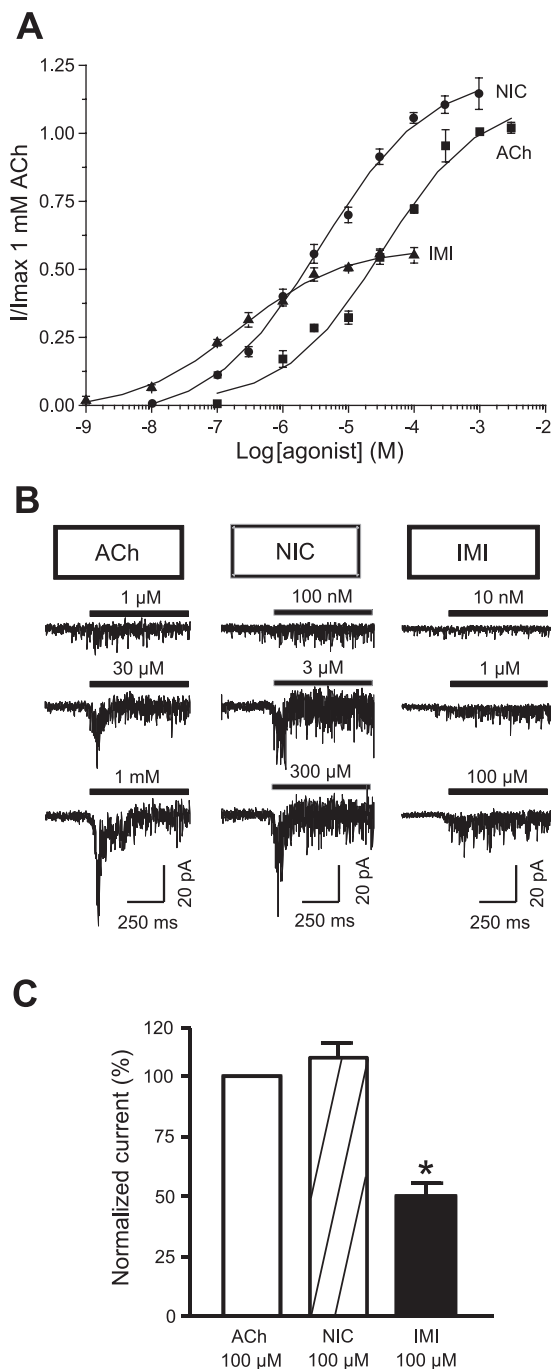 A
1.25
1.00
0.75
0.50
0.25
0.00
I/Imax 1 mM ACh
NIC
ACh
IMI
-9 -8 -7 -6 -5 -4 -3 -2
Log[agonist] (M)
B
ACh NIC IMI
1 µM 100 nM 10 nM
30 µM 3 µM 1 µM
1 mM 300 µM 100 µM
20 pA 20 pA 20 pA
250 ms 250 ms 250 ms
C
120
100
75
50
25
0
Normalized current (%)
*
ACh NIC IMI
100 µM 100 µM 100 µM